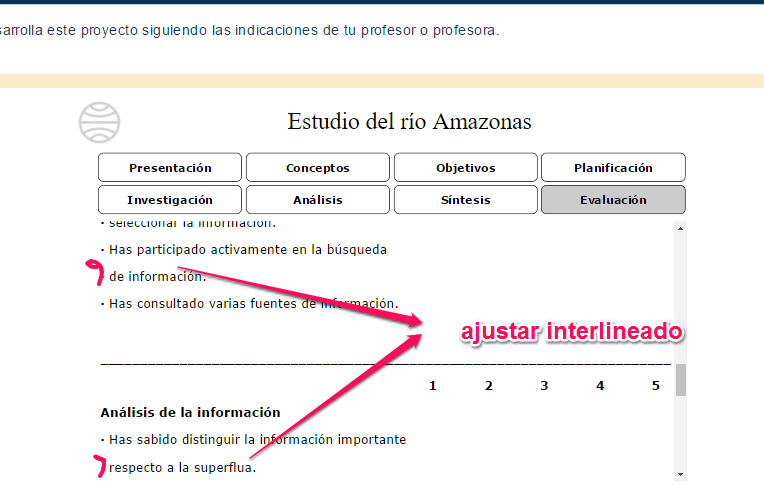 sarrolla este proyecto siguiendo las indicaciones de tu profesor o profesora.
Estudio del río Amazonas
Presentación Conceptos Objetivos Planificación
Investigación Análisis Síntesis Evaluación
· seleccionar la información.
· Has participado activamente en la búsqueda
· de información.
· Has consultado varias fuentes de información.
ajustar interlineado
1 2 3 4 5
Análisis de la información
· Has sabido distinguir la información importante
respecto a la superflua.